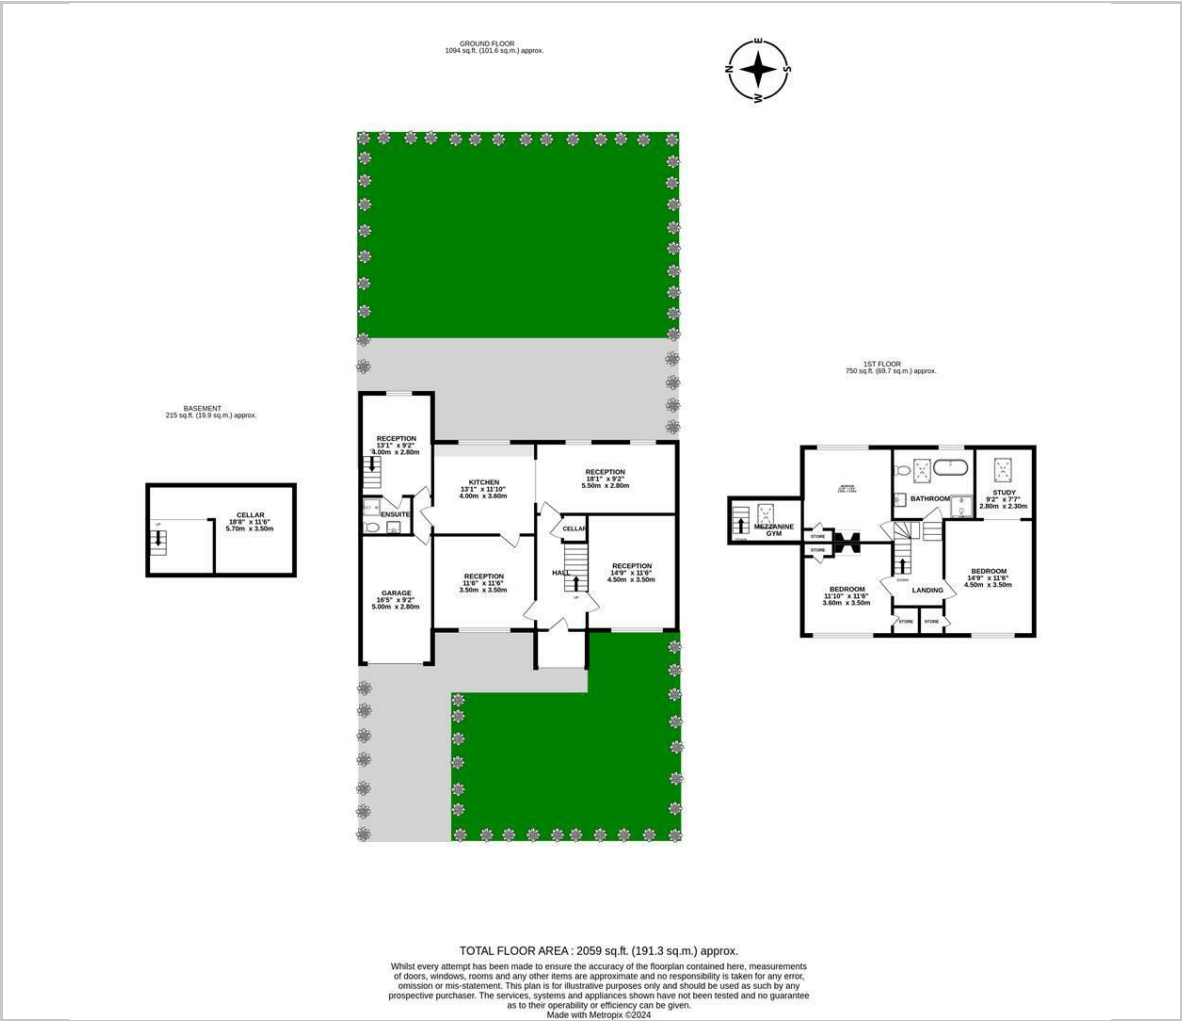 GROUND FLOOR
1094 sq.ft. (101.6 sq.m.) approx.
E
N
S
W
1ST FLOOR
750 sq.ft. (69.7 sq.m.) approx.
BASEMENT
215 sq.ft. (19.9 sq.m.) approx.
RECEPTION
13'1" x 9'2"
4.00m x 2.80m
KITCHEN
13'1" x 11'10"
4.00m x 3.60m
RECEPTION
18'1" x 9'2"
5.50m x 2.80m
ENSUITE
CELLAR
HALL
UP
RECEPTION
14'9" x 11'6"
4.50m x 3.50m
RECEPTION
11'6" x 11'6"
3.50m x 3.50m
GARAGE
16'5" x 9'2"
5.00m x 2.80m
CELLAR
18'8" x 11'6"
5.70m x 3.50m
UP
BEDROOM
BATHROOM
STUDY
9'2" x 7'7"
2.80m x 2.30m
MEZZANINE
GYM
DOWN
STORE
STORE
BEDROOM
11'10" x 11'6"
3.60m x 3.50m
DOWN
LANDING
BEDROOM
14'9" x 11'6"
4.50m x 3.50m
STORE
STORE
TOTAL FLOOR AREA : 2059 sq.ft. (191.3 sq.m.) approx.
Whilst every attempt has been made to ensure the accuracy of the floorplan contained here, measurements
of doors, windows, rooms and any other items are approximate and no responsibility is taken for any error,
omission or mis-statement. This plan is for illustrative purposes only and should be used as such by any
prospective purchaser. The services, systems and appliances shown have not been tested and no guarantee
as to their operability or efficiency can be given.
Made with Metropix ©2024